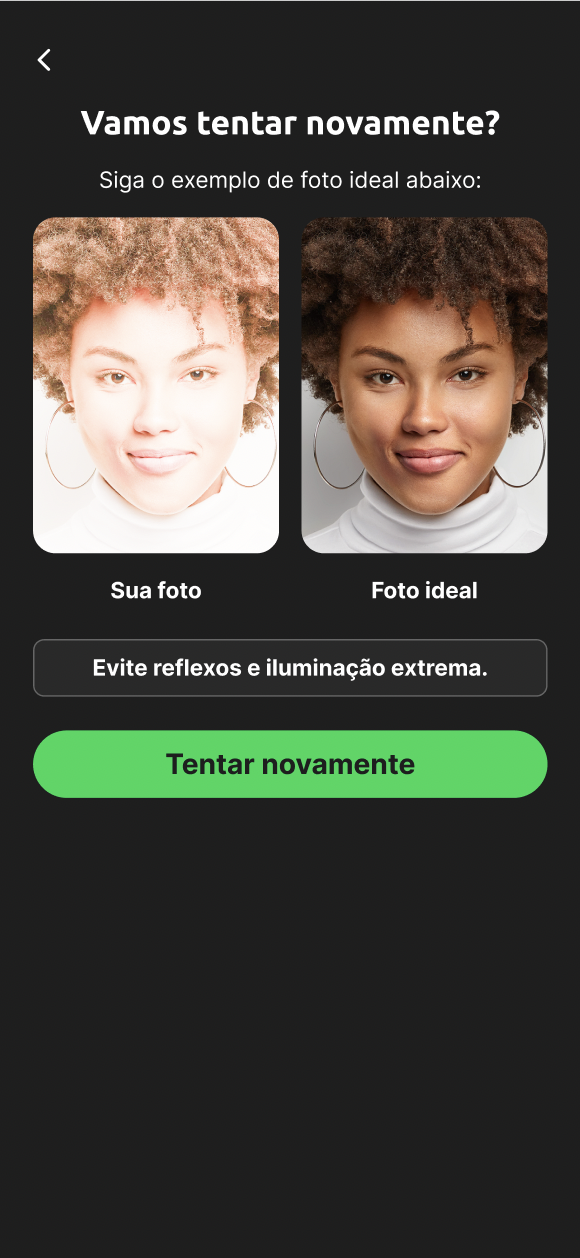 Vamos tentar novamente?
Siga o exemplo de foto ideal abaixo:
Sua foto
Foto ideal
Evite reflexos e iluminação extrema.
Tentar novamente